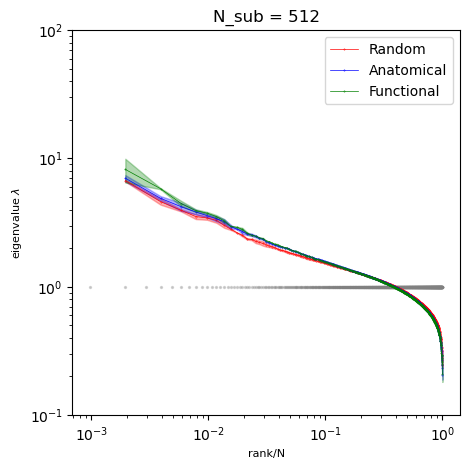 N_sub = 512
Random
Anatomical
Functional
eigenvalue λ
10²
10¹
10⁰
10⁻¹
10⁻³
10⁻²
10⁻¹
10⁰
rank/N